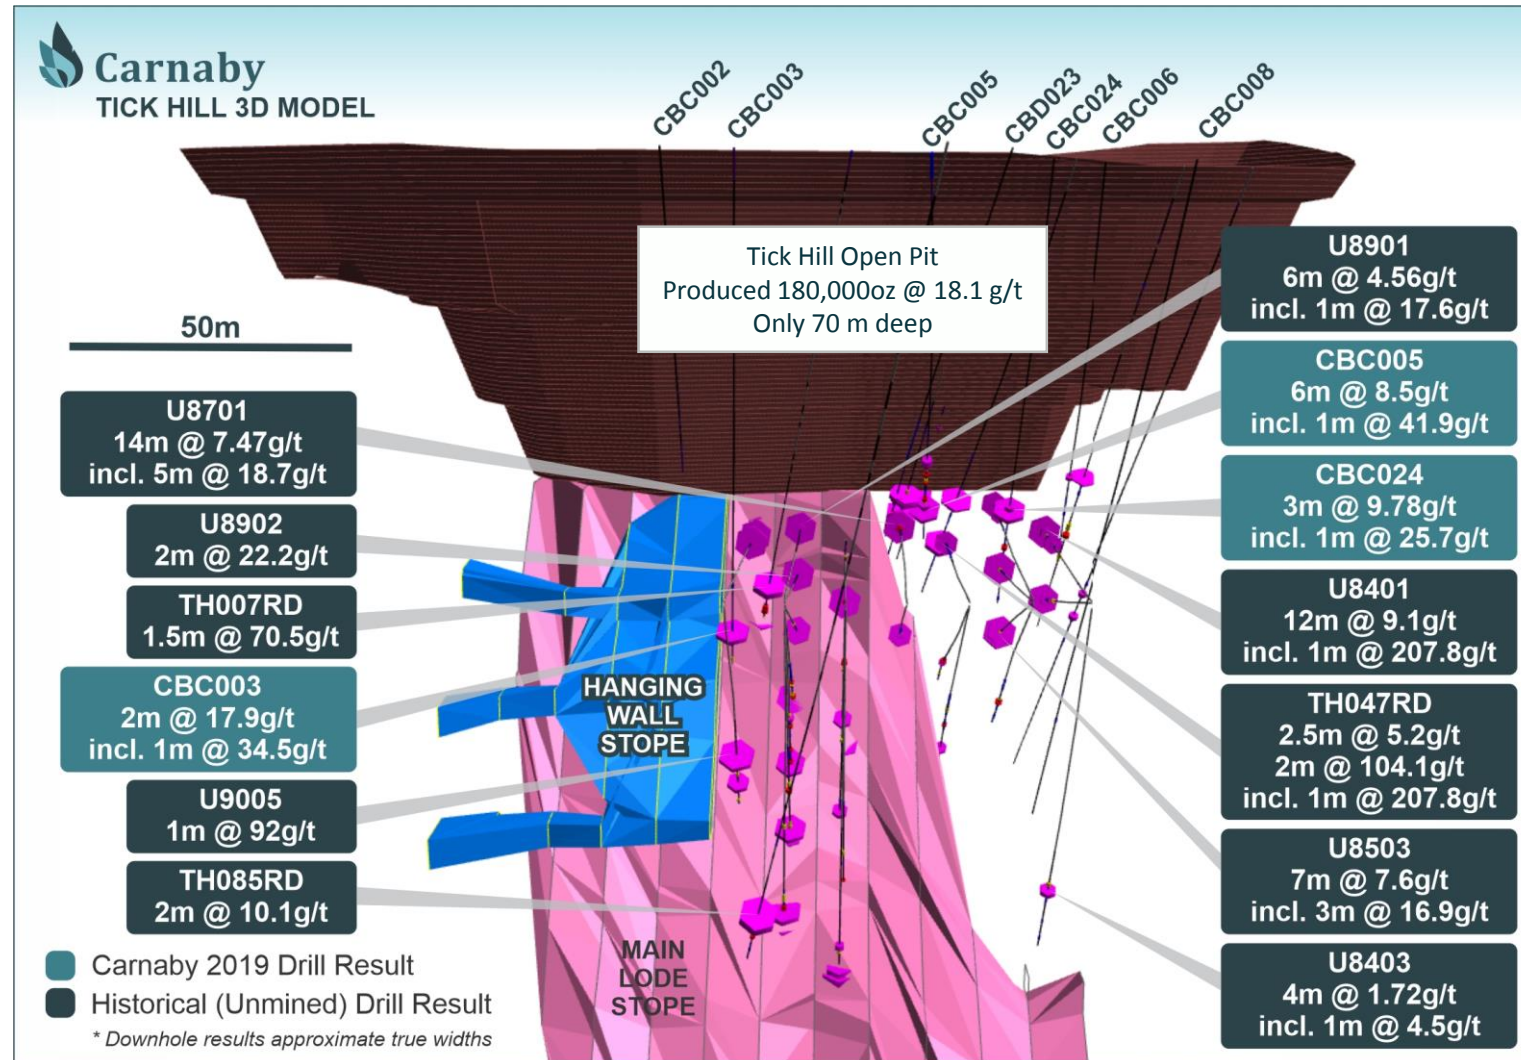 Carnaby
TICK HILL 3D MODEL
CBC002
CBC003
CBC005
CBD023
CBC024
CBC006
CBC008
Tick Hill Open Pit
Produced 180,000oz @ 18.1 g/t
Only 70 m deep
50m
U8701
14m @ 7.47g/t
incl. 5m @ 18.7g/t
U8902
2m @ 22.2g/t
TH007RD
1.5m @ 70.5g/t
CBC003
2m @ 17.9g/t
incl. 1m @ 34.5g/t
U9005
1m @ 92g/t
TH085RD
2m @ 10.1g/t
HANGING
WALL
STOPE
MAIN
LODE
STOPE
U8901
6m @ 4.56g/t
incl. 1m @ 17.6g/t
CBC005
6m @ 8.5g/t
incl. 1m @ 41.9g/t
CBC024
3m @ 9.78g/t
incl. 1m @ 25.7g/t
U8401
12m @ 9.1g/t
incl. 1m @ 207.8g/t
TH047RD
2.5m @ 5.2g/t
2m @ 104.1g/t
incl. 1m @ 207.8g/t
U8503
7m @ 7.6g/t
incl. 3m @ 16.9g/t
U8403
4m @ 1.72g/t
incl. 1m @ 4.5g/t
Carnaby 2019 Drill Result
Historical (Unmined) Drill Result
* Downhole results approximate true widths